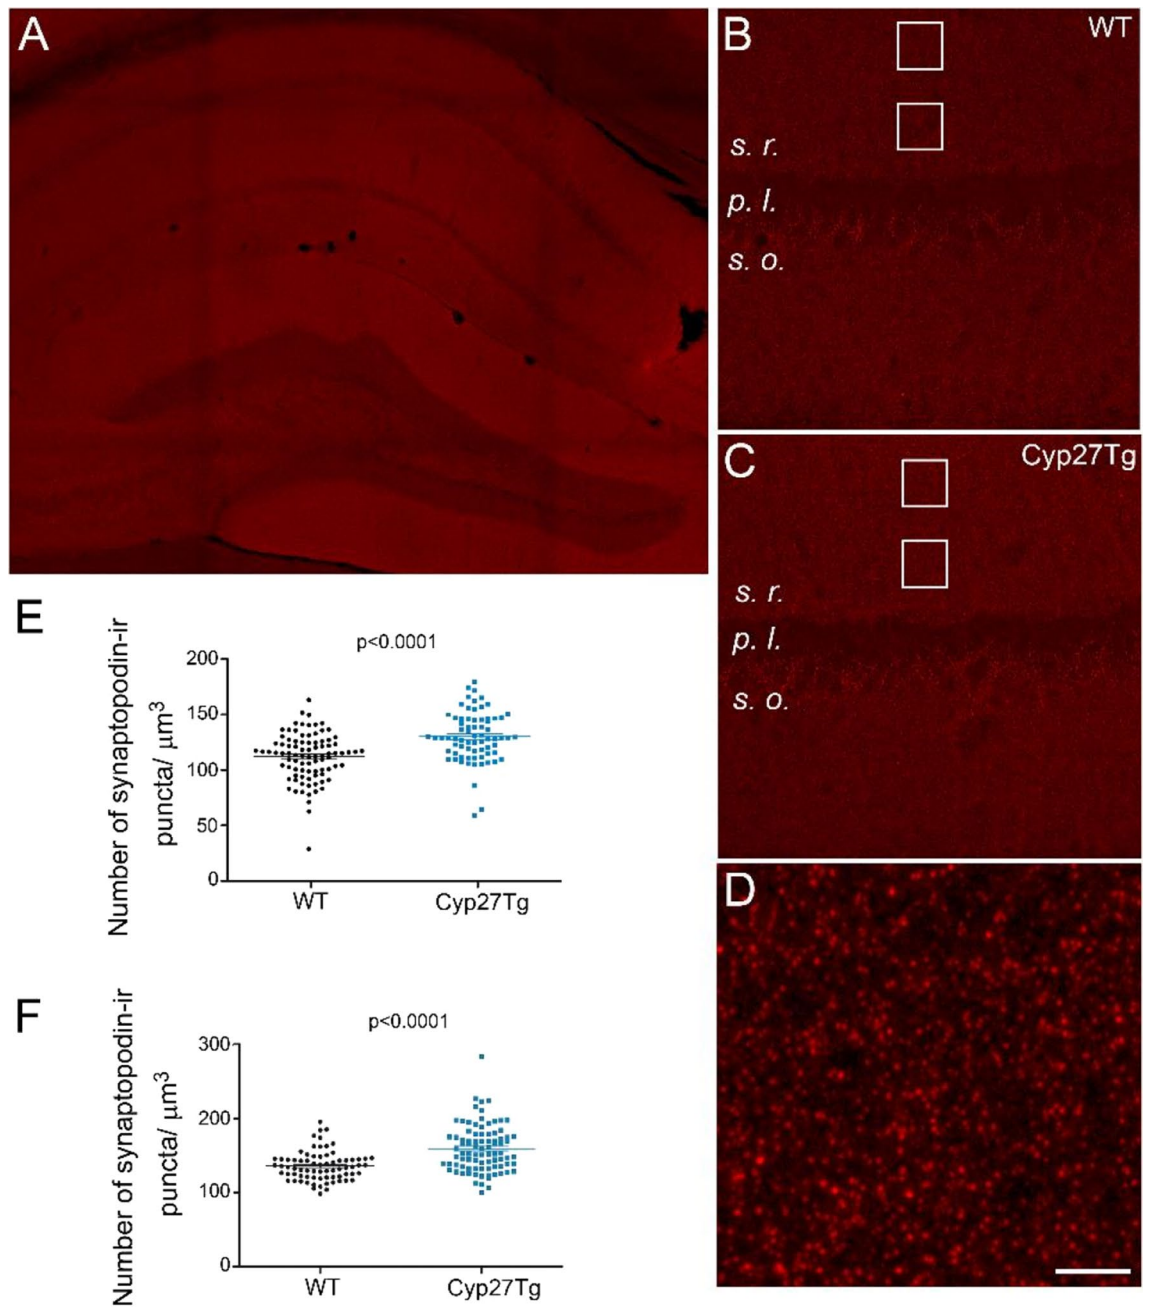 A
B
WT
s. r.
p. l.
s. o.
C
Cyp27Tg
s. r.
p. l.
s. o.
D
E
Number of synaptopodin-ir
puncta/ μm3
p<0.0001
200
150
100
50
0
WT
Cyp27Tg
F
Number of synaptopodin-ir
puncta/ μm3
p<0.0001
300
200
100
0
WT
Cyp27Tg